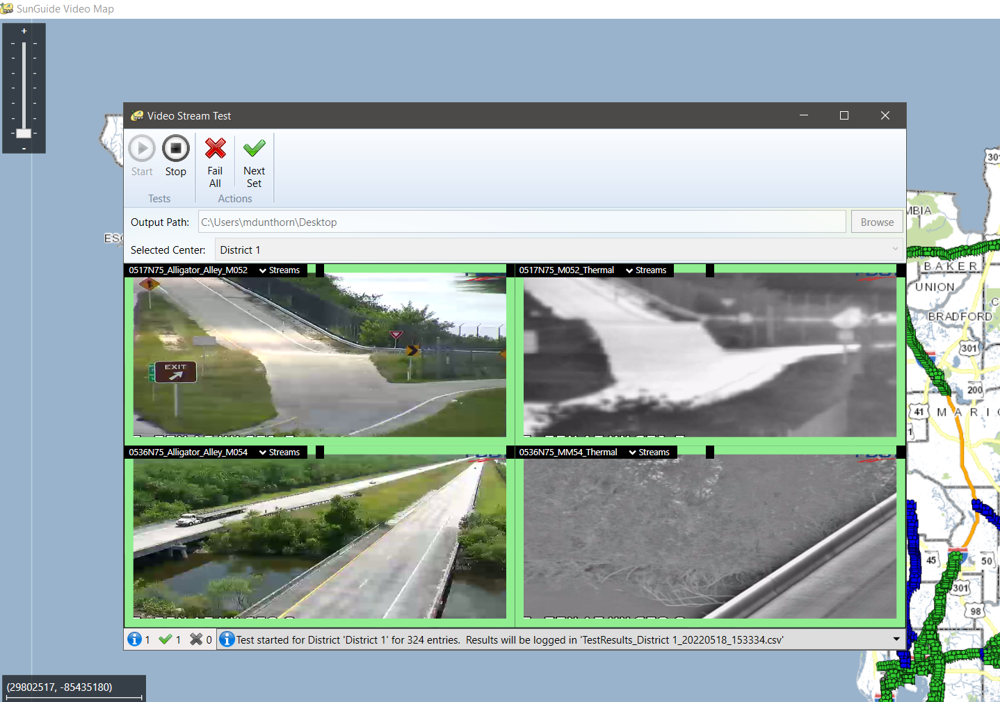 SunGuide Video Map
+
-
Video Stream Test
Start
Stop
Fail All
Next Set
Tests
Actions
Output Path:
C:\Users\mdunthorn\Desktop
Browse
Selected Center:
District 1
0517N75_Alligator_Alley_M052
Streams
0517N75_M052_Thermal
Streams
EXIT
0536N75_Alligator_Alley_M054
Streams
0536N75_MM54_Thermal
Streams
1
1
0
Test started for District 'District 1' for 324 entries.  Results will be logged in 'TestResults_District 1_20220518_153334.csv'
(29802517, -85435180)
301
BAKER
UNION
BRADFORD
301
200
41
45
50
301
98